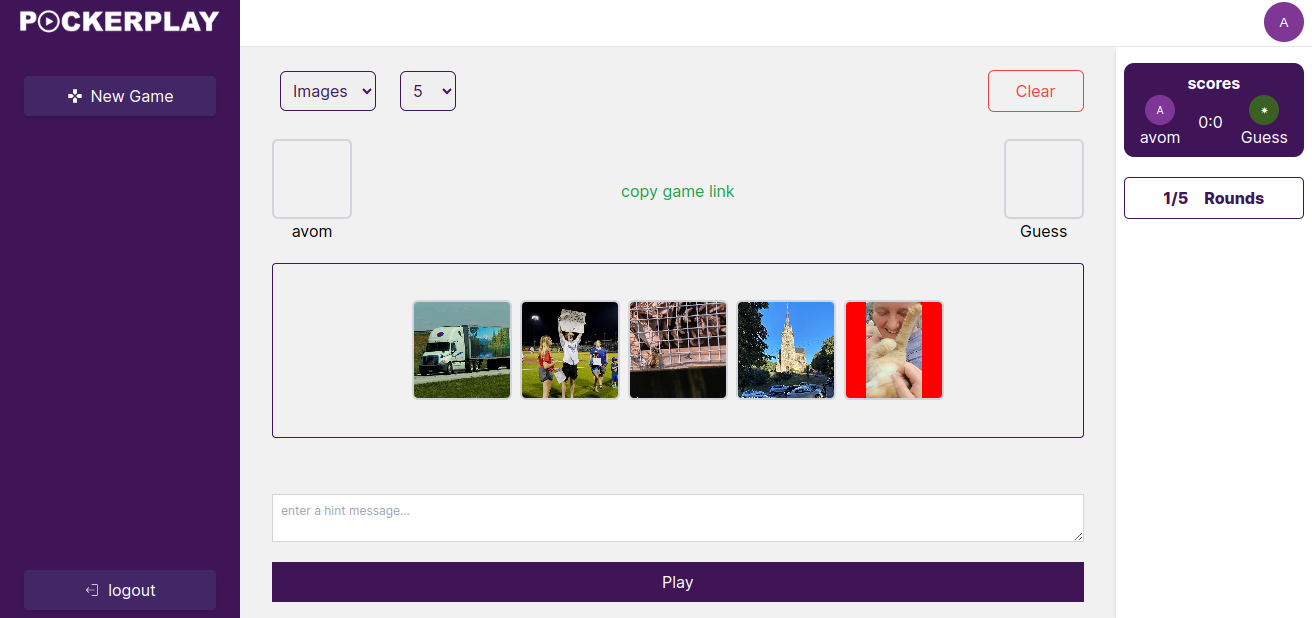 POCKERPLAY
A
New Game
Images
5
Clear
scores
A
0:0
avom
Guess
1/5 Rounds
copy game link
avom
Guess
enter a hint message...
Play
logout